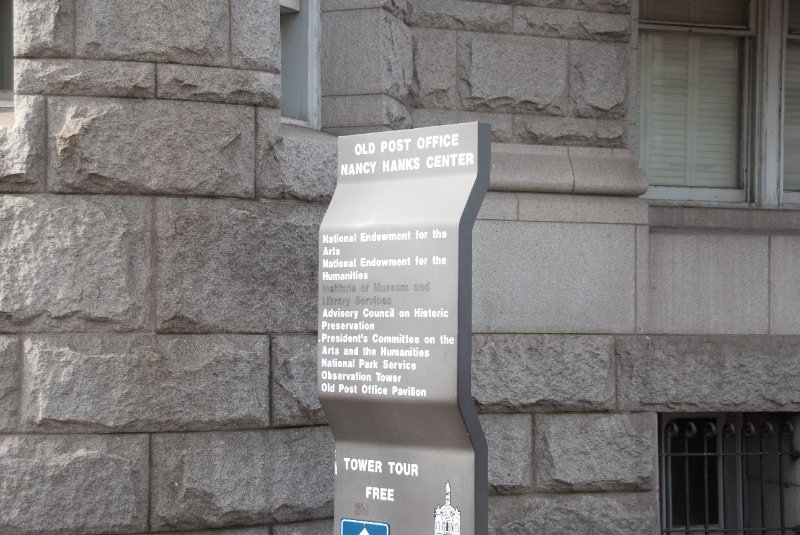 OLD POST OFFICE
NANCY HANKS CENTER
National Endowment for the
Arts
National Endowment for the
Humanities
Institute of Museum and
Library Services
Advisory Council on Historic
Preservation
President's Committee on the
Arts and the Humanities
National Park Service
Observation Tower
Old Post Office Pavilion
TOWER TOUR
FREE